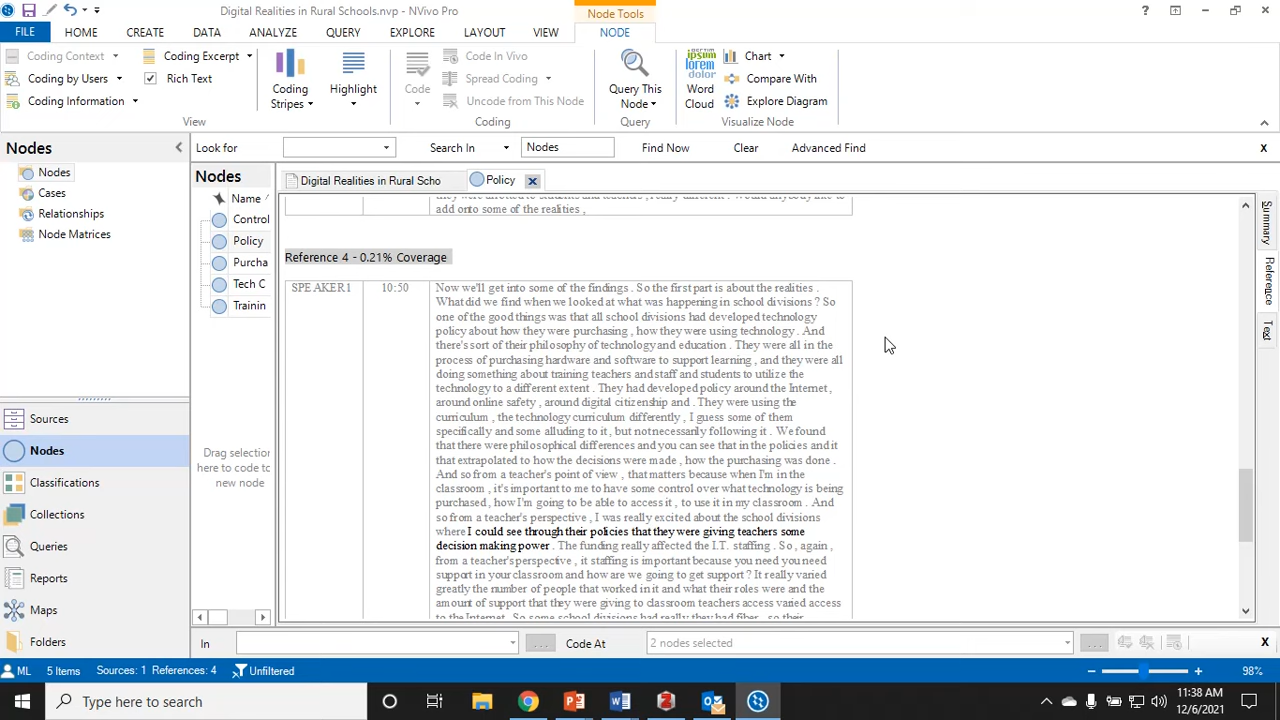 Digital Realities in Rural Schools.nvp - NVivo Pro
Node Tools
FILE HOME CREATE DATA ANALYZE QUERY EXPLORE LAYOUT VIEW NODE
Coding Context
Coding by Users
Coding Information
Coding Excerpt
Rich Text
View
Coding Stripes
Highlight
Code
Code In Vivo
Spread Coding
Uncode from This Node
Coding
Query This Node
Query
Word Cloud
Chart
Compare With
Explore Diagram
Visualize Node
Look for Search In Nodes Find Now Clear Advanced Find
Nodes
Nodes
Cases
Relationships
Node Matrices
Sources
Nodes
Classifications
Collections
Queries
Reports
Maps
Folders
Nodes
Name
Control
Policy
Purcha
Tech C
Trainin
Drag selection
here to code to
new node
Digital Realities in Rural Scho
Policy
add onto some of the realities ,
Reference 4 - 0.21% Coverage
SPEAKER1 10:50
Now we'll get into some of the findings . So the first part is about the realities .
What did we find when we looked at what was happening in school divisions ? So
one of the good things was that all school divisions had developed technology
policy about how they were purchasing , how they were using technology . And
there's sort of their philosophy of technology and education . They were all in the
process of purchasing hardware and software to support learning , and they were all
doing something about training teachers and staff and students to utilize the
technology to a different extent . They had developed policy around the Internet ,
around online safety , around digital citizenship and . They were using the
curriculum , the technology curriculum differently , I guess some of them
specifically and some alluding to it , but not necessarily following it . We found
that there were philosophical differences and you can see that in the policies and it
that extrapolated to how the decisions were made , how the purchasing was done .
And so from a teacher's point of view , that matters because when I'm in the
classroom , it's important to me to have some control over what technology is being
purchased , how I'm going to be able to access it , to use it in my classroom . And
so from a teacher's perspective , I was really excited about the school divisions
where I could see through their policies that they were giving teachers some
decision making power . The funding really affected the I.T. staffing . So , again ,
from a teacher's perspective , it staffing is important because you need you need
support in your classroom and how are we going to get support ? It really varied
greatly the number of people that worked in it and what their roles were and the
amount of support that they were giving to classroom teachers access varied access
to the Internet . So some school divisions had really they had fiber , so their
Summary
Reference
Text
In Code At 2 nodes selected
ML 5 Items Sources: 1 References: 4 Unfiltered 98%
Type here to search
11:38 AM
12/6/2021